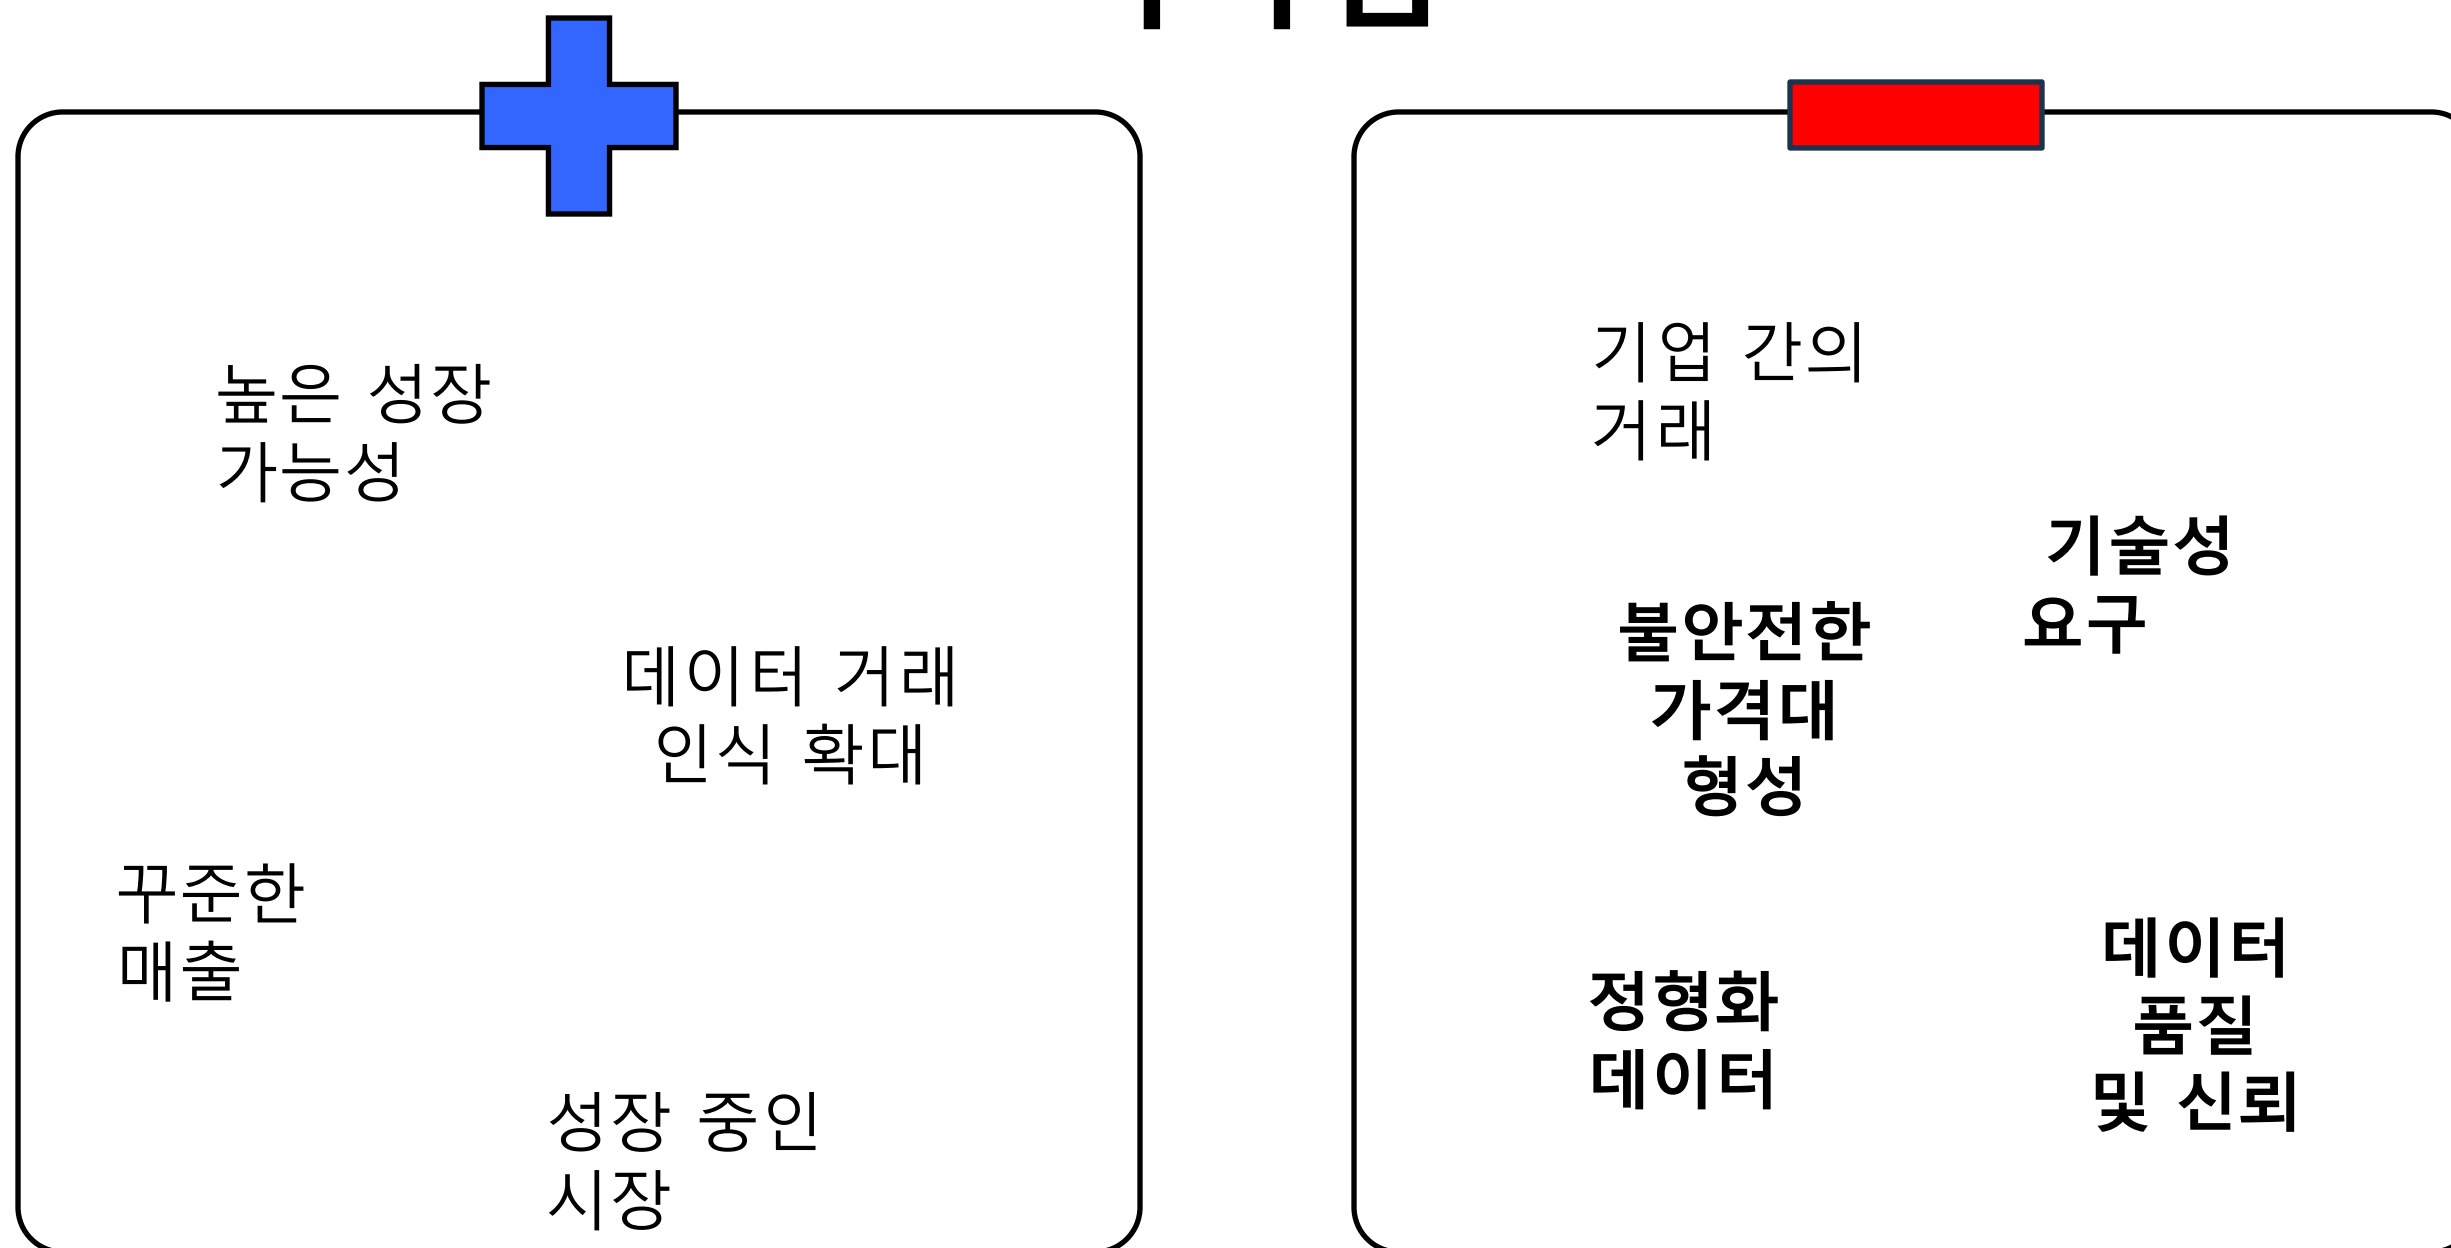 높은 성장
가능성
데이터 거래
인식 확대
꾸준한
매출
성장 중인
시장
기업 간의
거래
기술성
요구
불안전한
가격대
형성
정형화
데이터
데이터
품질
및 신뢰